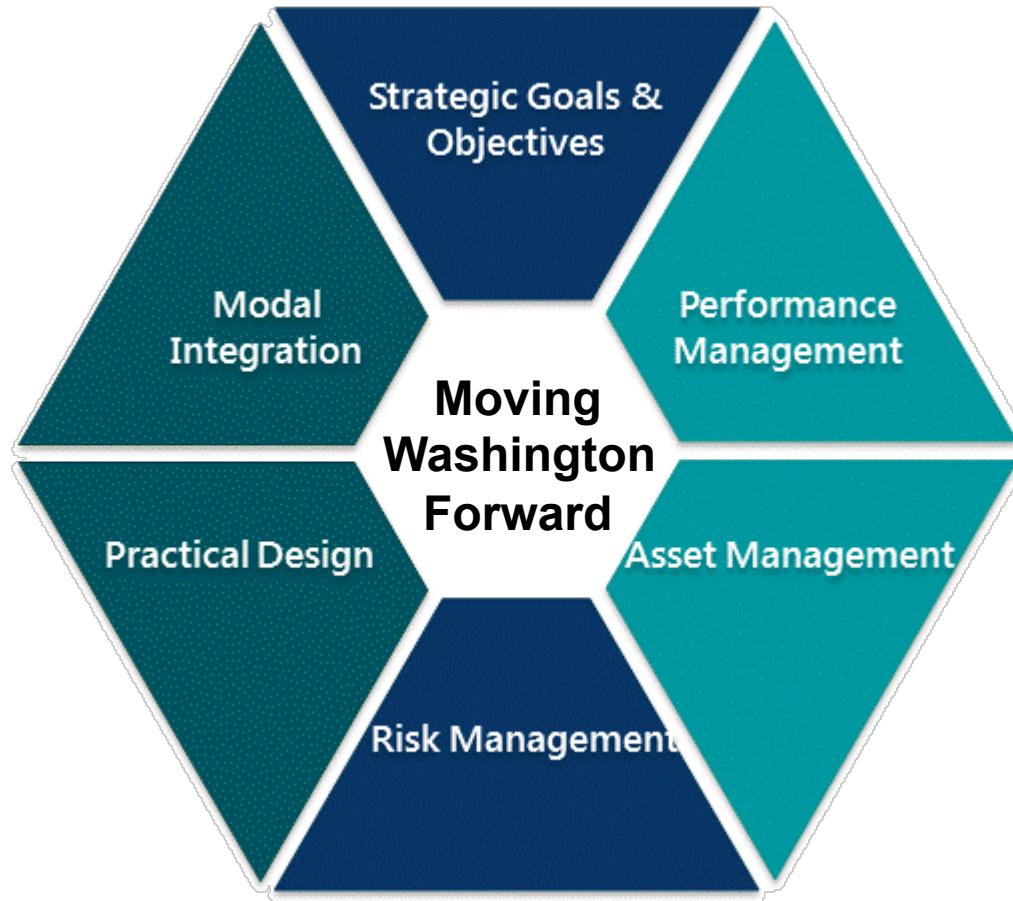 Strategic Goals &
Objectives
Modal
Integration
Performance
Management
Moving
Washington
Forward
Practical Design
Asset Management
Risk Management